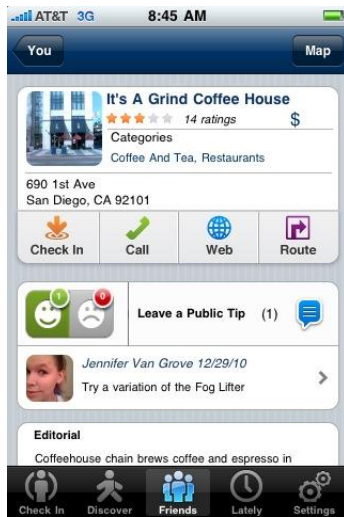 AT&T 3G 8:45 AM
You Map
It's A Grind Coffee House
14 ratings $
Categories
Coffee And Tea, Restaurants
690 1st Ave
San Diego, CA 92101
Check In Call Web Route
1 0
Leave a Public Tip (1)
Jennifer Van Grove 12/29/10
Try a variation of the Fog Lifter
Editorial
Coffeehouse chain brews coffee and espresso in
Check In Discover Friends Lately Settings